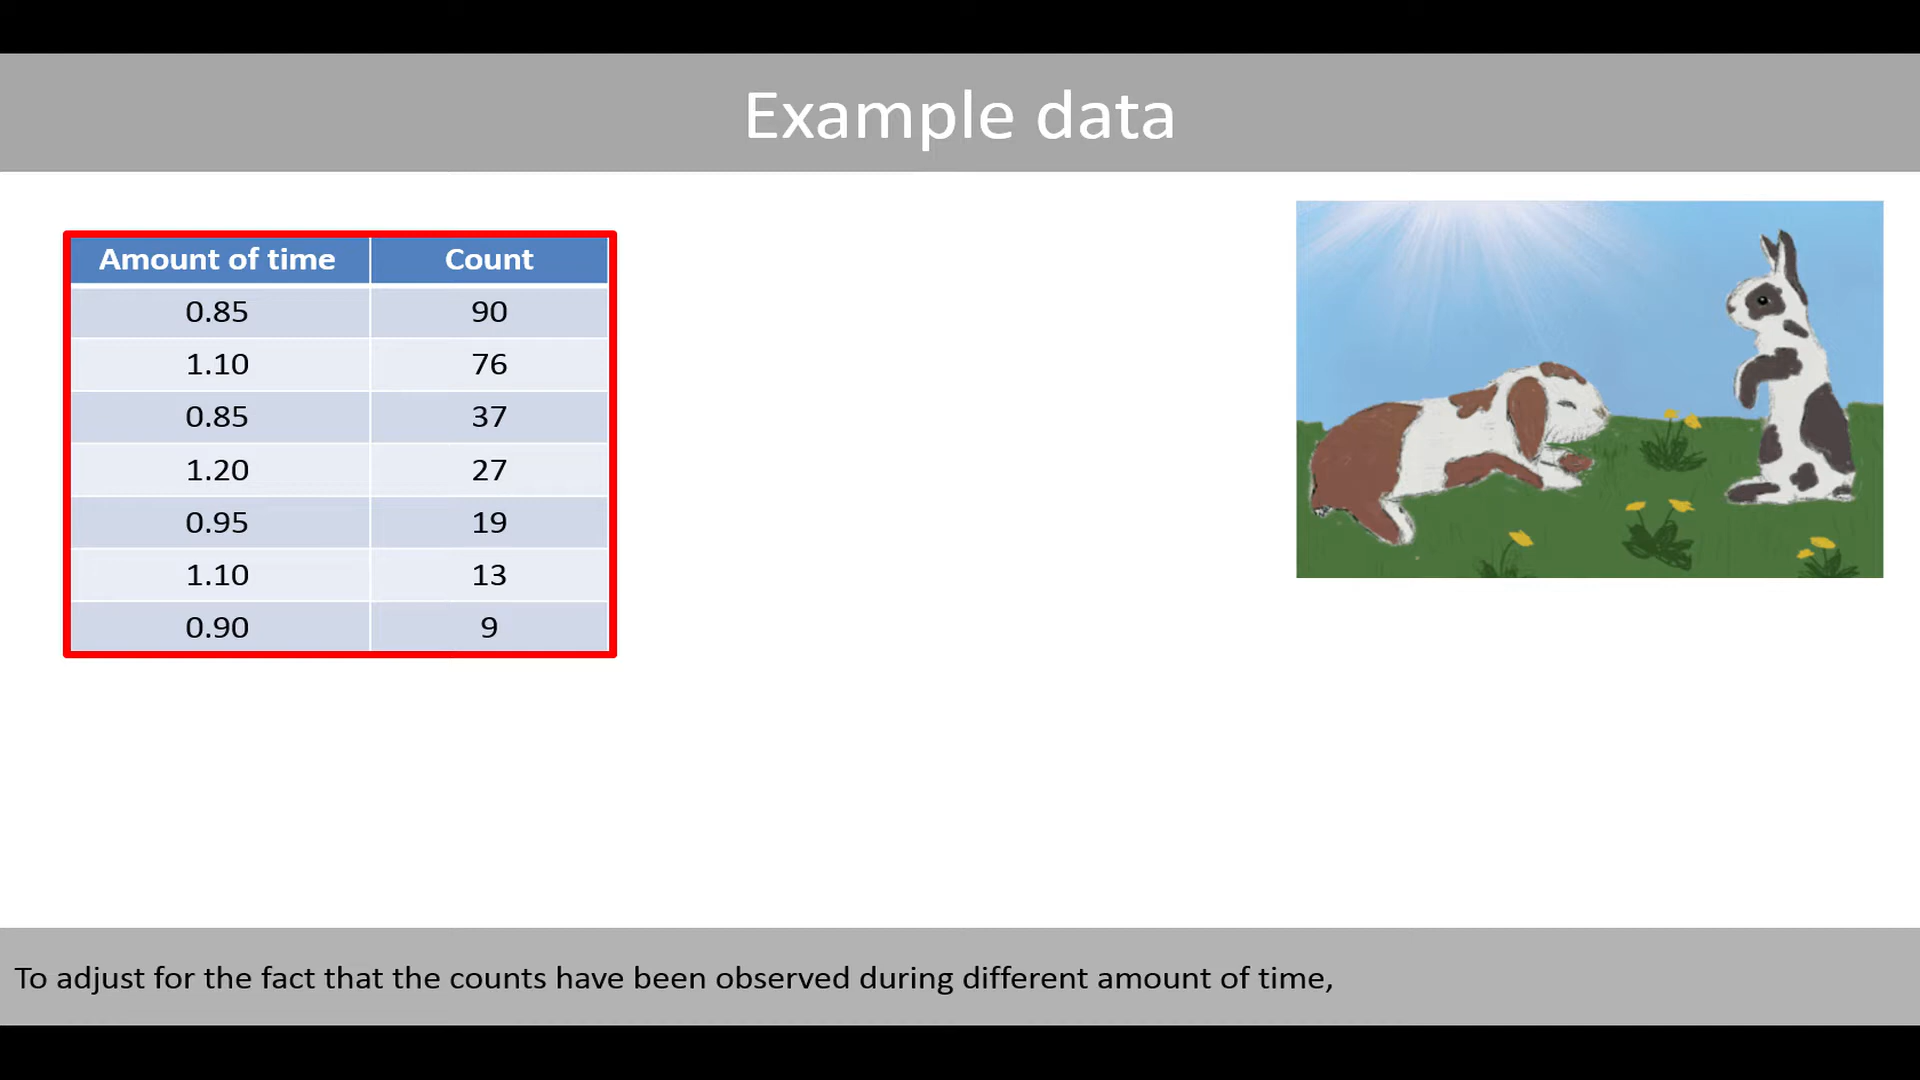 Example data
Amount of time Count
0.85 90
1.10 76
0.85 37
1.20 27
0.95 19
1.10 13
0.90 9
To adjust for the fact that the counts have been observed during different amount of time,